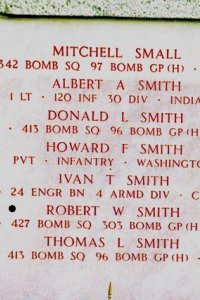 MITCHELL SMALL
342 BOMB SQ 97 BOMB GP (H) ·
ALBERT A SMITH
1 LT · 120 INF 30 DIV · INDIA
DONALD L SMITH
· 413 BOMB SQ 96 BOMB GP (H)
HOWARD F SMITH
PVT · INFANTRY · WASHINGTO
IVAN T SMITH
· 24 ENGR BN 4 ARMD DIV · C
ROBERT W SMITH
427 BOMB SQ 303 BOMB GP (H) ·
THOMAS L SMITH
413 BOMB SQ 96 BOMB GP (H) ·